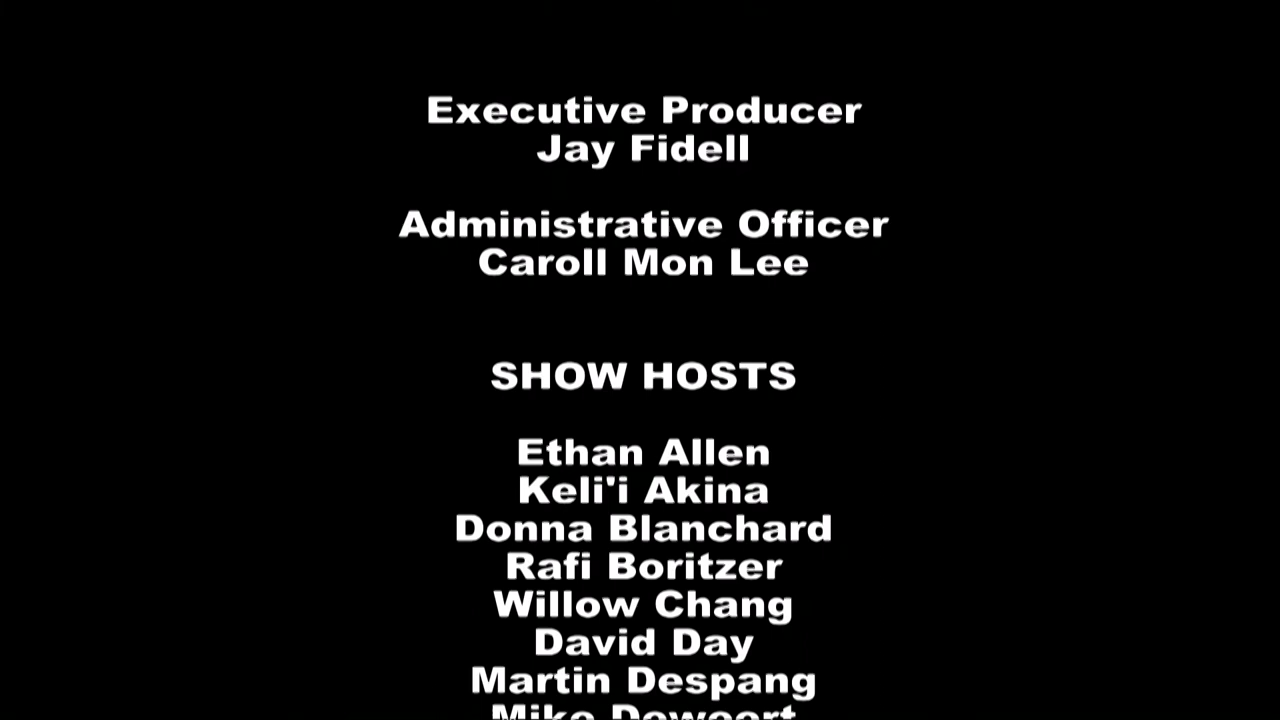 Executive Producer
Jay Fidell
Administrative Officer
Caroll Mon Lee
SHOW HOSTS
Ethan Allen
Keli'i Akina
Donna Blanchard
Rafi Boritzer
Willow Chang
David Day
Martin Despang
Mike